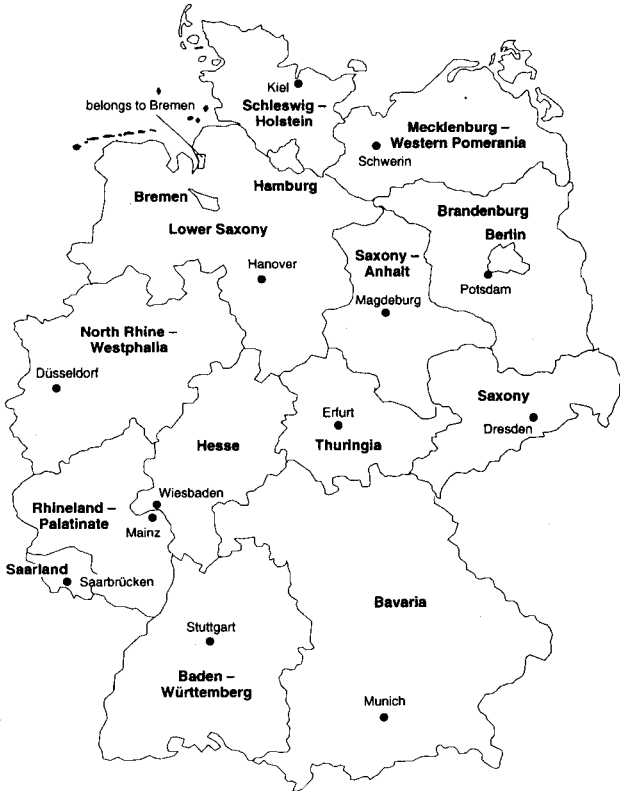 Kiel
Schleswig –
Holstein
belongs to Bremen
Mecklenburg –
Western Pomerania
Schwerin
Hamburg
Bremen
Lower Saxony
Hanover
Brandenburg
Berlin
Potsdam
Saxony –
Anhalt
Magdeburg
North Rhine –
Westphalia
Düsseldorf
Hesse
Wiesbaden
Erfurt
Thuringia
Saxony
Dresden
Rhineland –
Palatinate
Mainz
Saarland
Saarbrücken
Bavaria
Stuttgart
Baden –
Württemberg
Munich